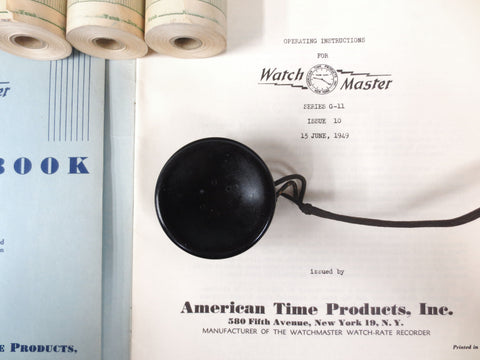 OPERATING INSTRUCTIONS
FOR
Watch Master
SERIES G-11
ISSUE 10
15 JUNE, 1949
issued by
American Time Products, Inc.
580 Fifth Avenue, New York 19, N. Y.
MANUFACTURER OF THE WATCHMASTER WATCH-RATE RECORDER
Printed in
BOOK
E PRODUCTS,